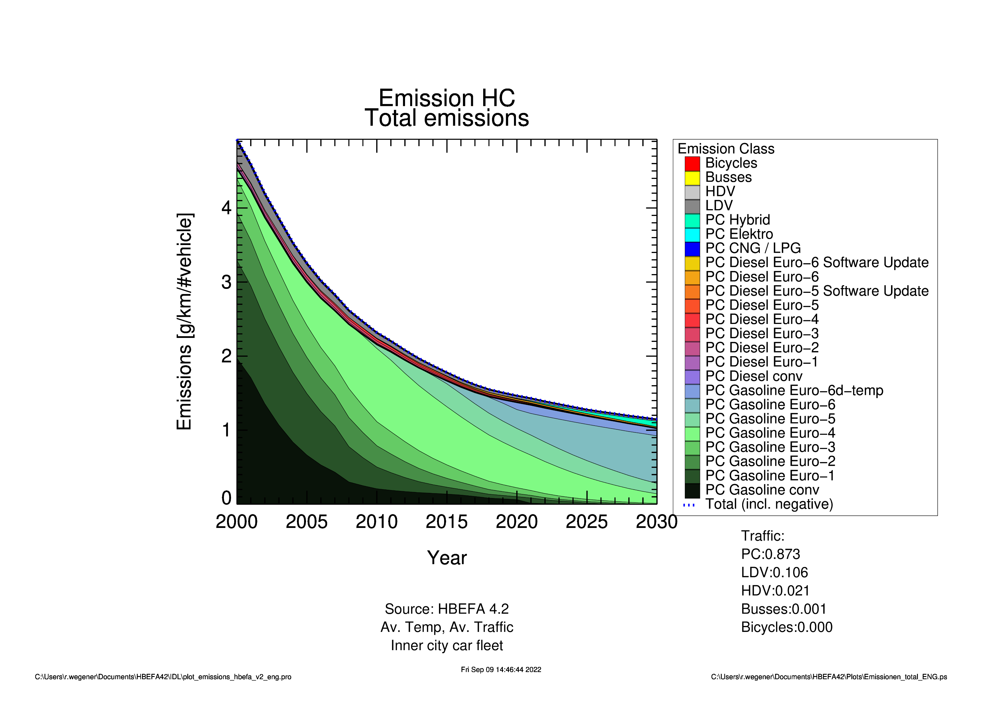 Emission HC
Total emissions
Emissions [g/km/#vehicle]
4
3
2
1
0
2000 2005 2010 2015 2020 2025 2030
Year
Emission Class
Bicycles
Busses
HDV
LDV
PC Hybrid
PC Elektro
PC CNG / LPG
PC Diesel Euro−6 Software Update
PC Diesel Euro−6
PC Diesel Euro−5 Software Update
PC Diesel Euro−5
PC Diesel Euro−4
PC Diesel Euro−3
PC Diesel Euro−2
PC Diesel Euro−1
PC Diesel conv
PC Gasoline Euro−6d−temp
PC Gasoline Euro−6
PC Gasoline Euro−5
PC Gasoline Euro−4
PC Gasoline Euro−3
PC Gasoline Euro−2
PC Gasoline Euro−1
PC Gasoline conv
Total (incl. negative)
Traffic:
PC:0.873
LDV:0.106
HDV:0.021
Busses:0.001
Bicycles:0.000
Source: HBEFA 4.2
Av. Temp, Av. Traffic
Inner city car fleet
Fri Sep 09 14:46:44 2022
C:\Users\r.wegener\Documents\HBEFA42\IDL\plot_emissions_hbefa_v2_eng.pro
C:\Users\r.wegener\Documents\HBEFA42\Plots\Emissionen_total_ENG.ps